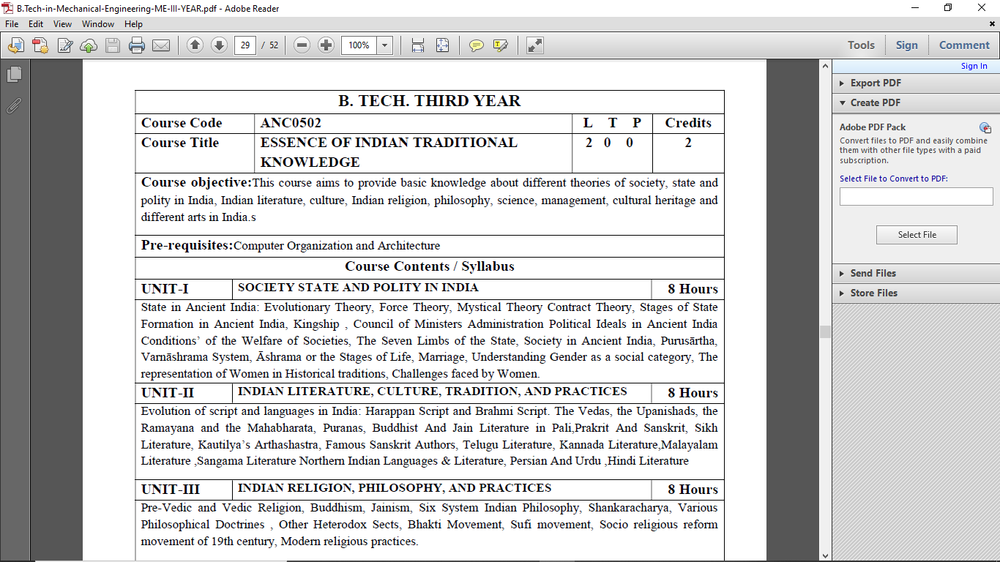 B.Tech-in-Mechanical-Engineering-ME-III-YEAR.pdf - Adobe Reader
File Edit View Window Help
29 / 52 100% Tools Sign Comment
Sign In
Export PDF
Create PDF
Adobe PDF Pack
Convert files to PDF and easily combine
them with other file types with a paid
subscription.
Select File to Convert to PDF:
Select File
Send Files
Store Files
B. TECH. THIRD YEAR
Course Code ANC0502 L T P Credits
Course Title ESSENCE OF INDIAN TRADITIONAL 2 0 0 2
KNOWLEDGE
Course objective:This course aims to provide basic knowledge about different theories of society, state and
polity in India, Indian literature, culture, Indian religion, philosophy, science, management, cultural heritage and
different arts in India.s
Pre-requisites:Computer Organization and Architecture
Course Contents / Syllabus
UNIT-I SOCIETY STATE AND POLITY IN INDIA 8 Hours
State in Ancient India: Evolutionary Theory, Force Theory, Mystical Theory Contract Theory, Stages of State
Formation in Ancient India, Kingship , Council of Ministers Administration Political Ideals in Ancient India
Conditions’ of the Welfare of Societies, The Seven Limbs of the State, Society in Ancient India, Purusārtha,
Varnāshrama System, Āshrama or the Stages of Life, Marriage, Understanding Gender as a social category, The
representation of Women in Historical traditions, Challenges faced by Women.
UNIT-II INDIAN LITERATURE, CULTURE, TRADITION, AND PRACTICES 8 Hours
Evolution of script and languages in India: Harappan Script and Brahmi Script. The Vedas, the Upanishads, the
Ramayana and the Mahabharata, Puranas, Buddhist And Jain Literature in Pali,Prakrit And Sanskrit, Sikh
Literature, Kautilya’s Arthashastra, Famous Sanskrit Authors, Telugu Literature, Kannada Literature,Malayalam
Literature ,Sangama Literature Northern Indian Languages & Literature, Persian And Urdu ,Hindi Literature
UNIT-III INDIAN RELIGION, PHILOSOPHY, AND PRACTICES 8 Hours
Pre-Vedic and Vedic Religion, Buddhism, Jainism, Six System Indian Philosophy, Shankaracharya, Various
Philosophical Doctrines , Other Heterodox Sects, Bhakti Movement, Sufi movement, Socio religious reform
movement of 19th century, Modern religious practices.